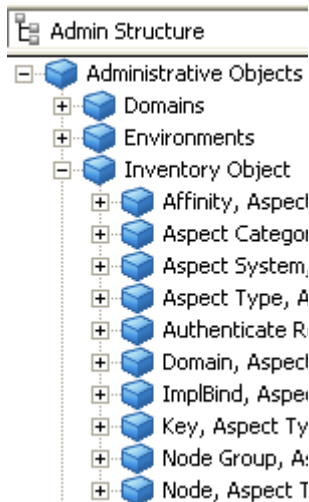 Admin Structure
Administrative Objects
Domains
Environments
Inventory Object
Affinity, Aspect
Aspect Categor
Aspect System,
Aspect Type, A
Authenticate R
Domain, Aspect
ImplBind, Aspec
Key, Aspect Ty
Node Group, As
Node, Aspect T